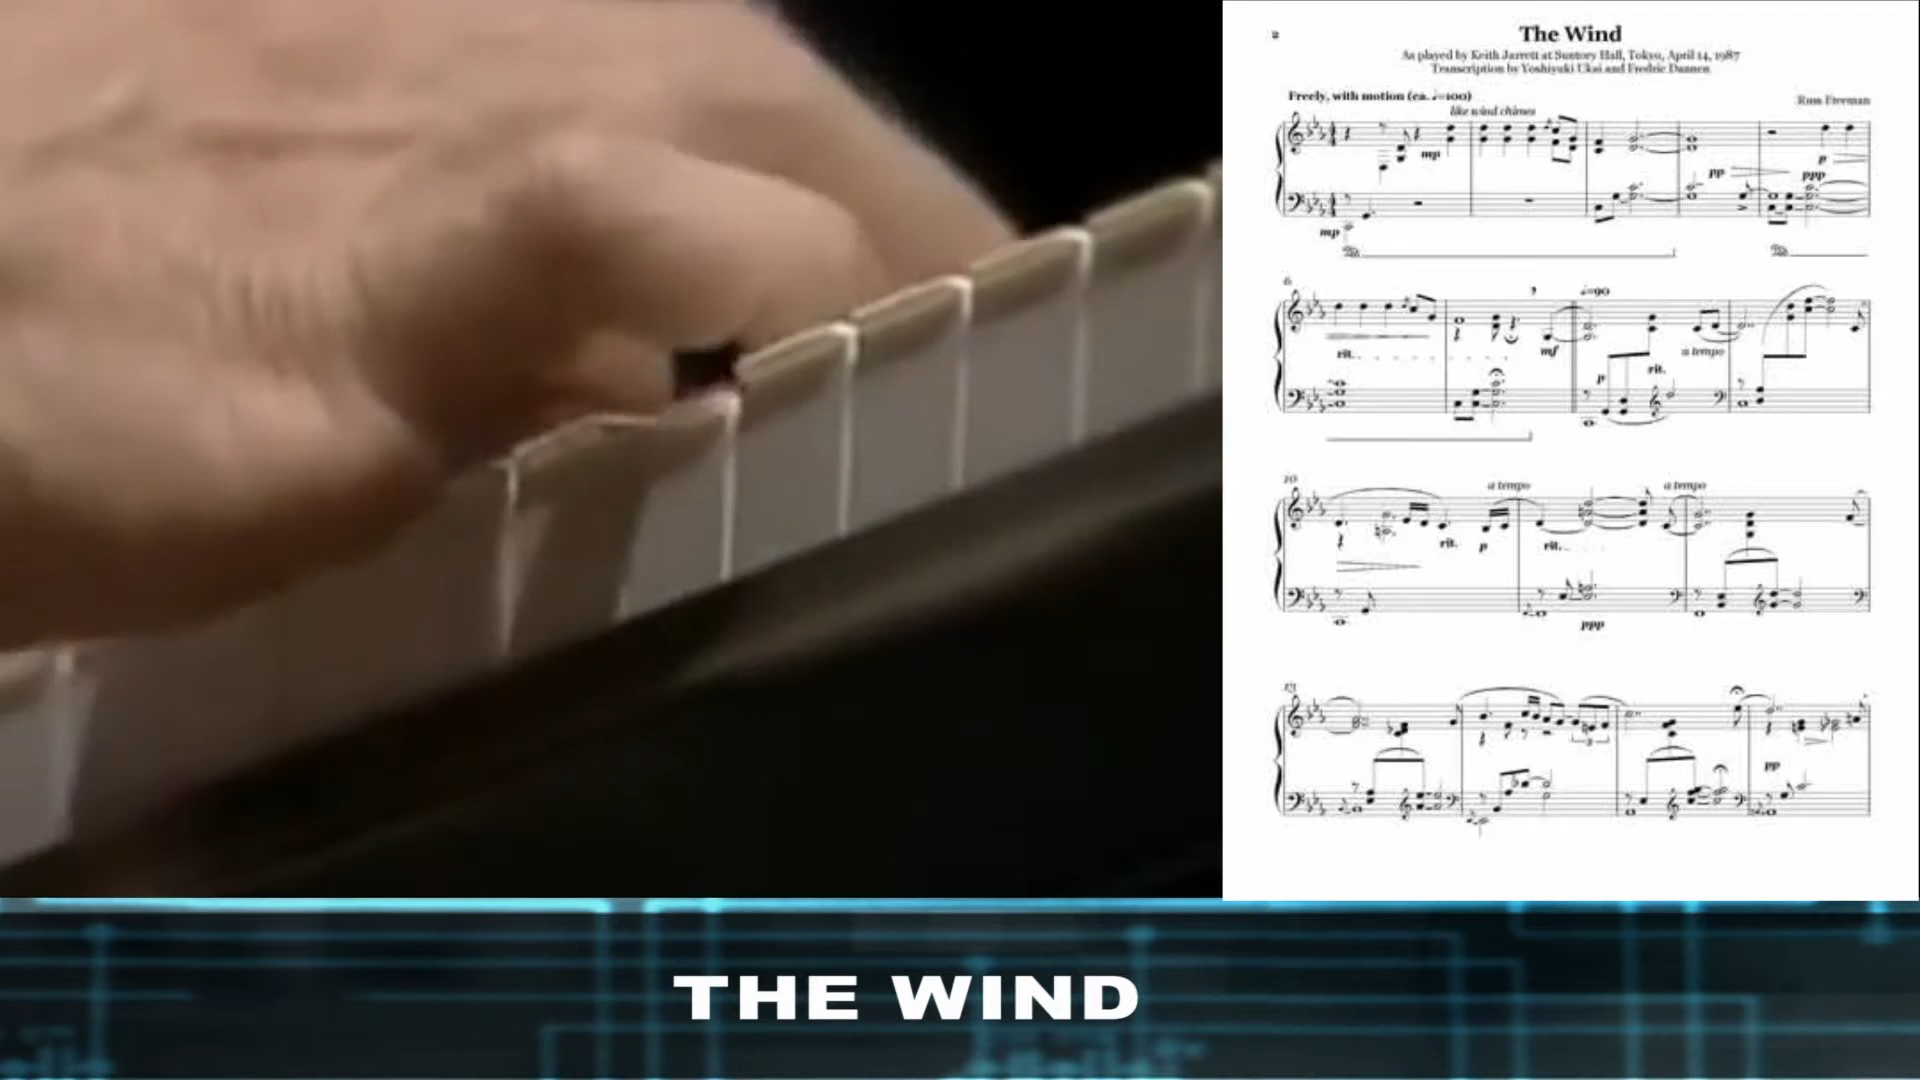 2
The Wind
As played by Keith Jarrett at Suntory Hall, Tokyo, April 14, 1987
Transcription by Yoshiyuki Ukai and Fredric Dannen
Freely, with motion (ca. ♩=100)
Russ Freeman
like wind chimes
mp
pp
p
ppp
mp
6
♩=90
rit.
mf
a tempo
rit.
p
10
a tempo
a tempo
rit.
p
rit.
ppp
13
3
pp
THE WIND